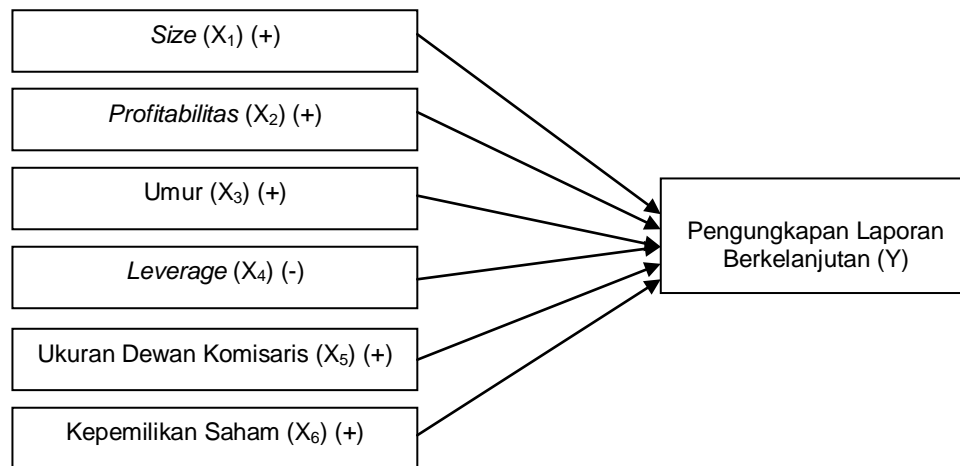 Size (X₁) (+)
Profitabilitas (X₂) (+)
Umur (X₃) (+)
Leverage (X₄) (-)
Ukuran Dewan Komisaris (X₅) (+)
Kepemilikan Saham (X₆) (+)
Pengungkapan Laporan
Berkelanjutan (Y)